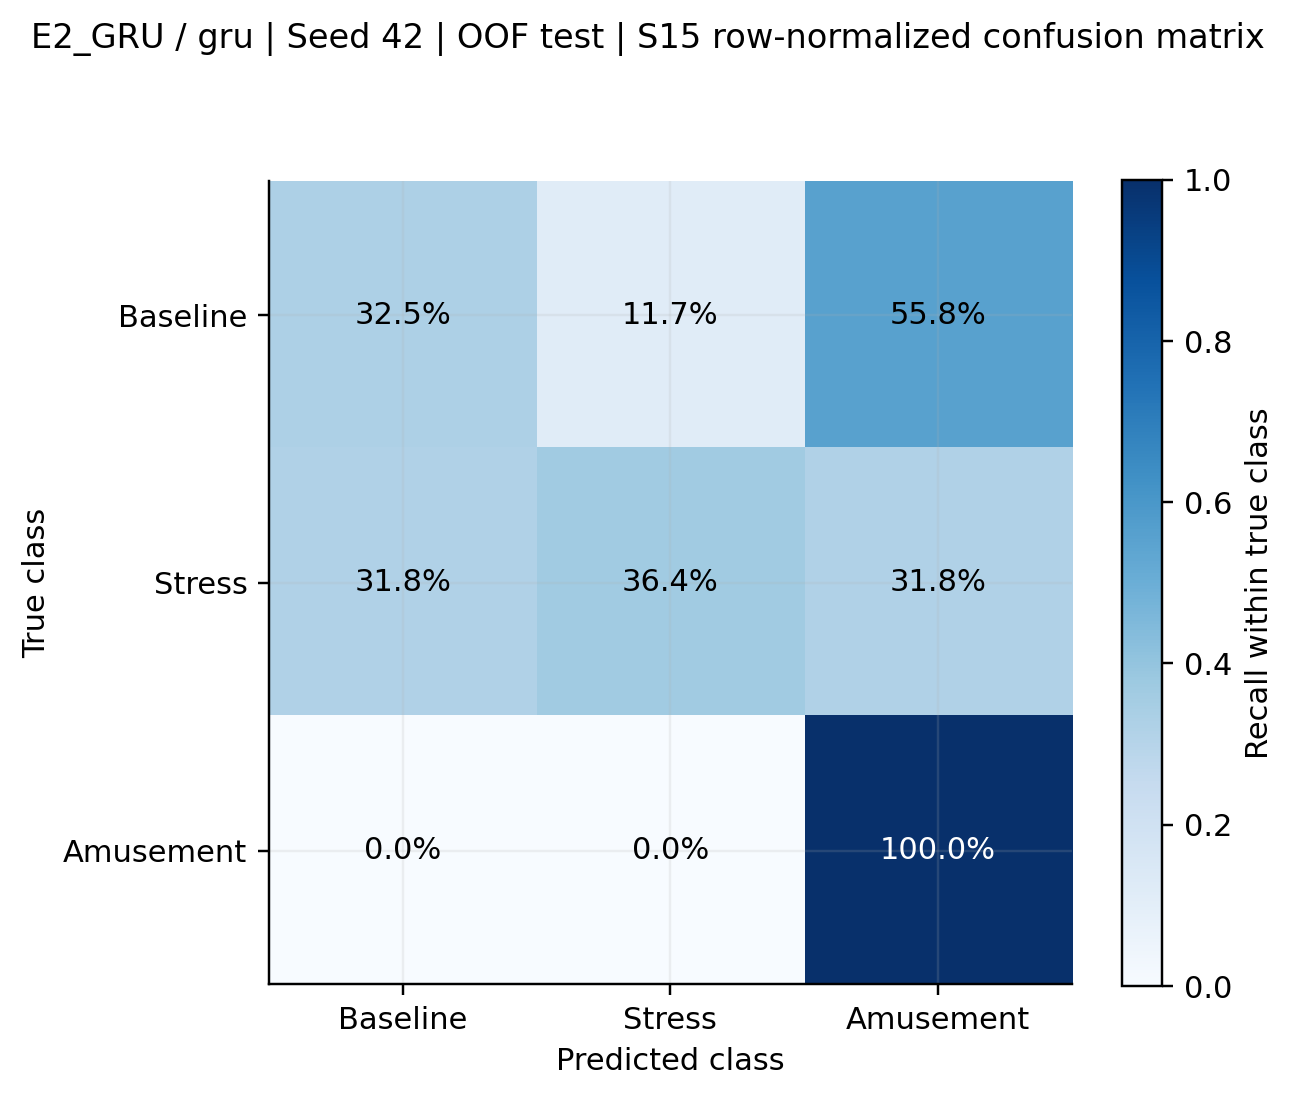 E2_GRU / gru | Seed 42 | OOF test | S15 row-normalized confusion matrix
1.0
0.8
0.6
0.4
0.2
0.0
Recall within true class
True class
Baseline
32.5%
11.7%
55.8%
Stress
31.8%
36.4%
31.8%
Amusement
0.0%
0.0%
100.0%
Baseline
Stress
Amusement
Predicted class